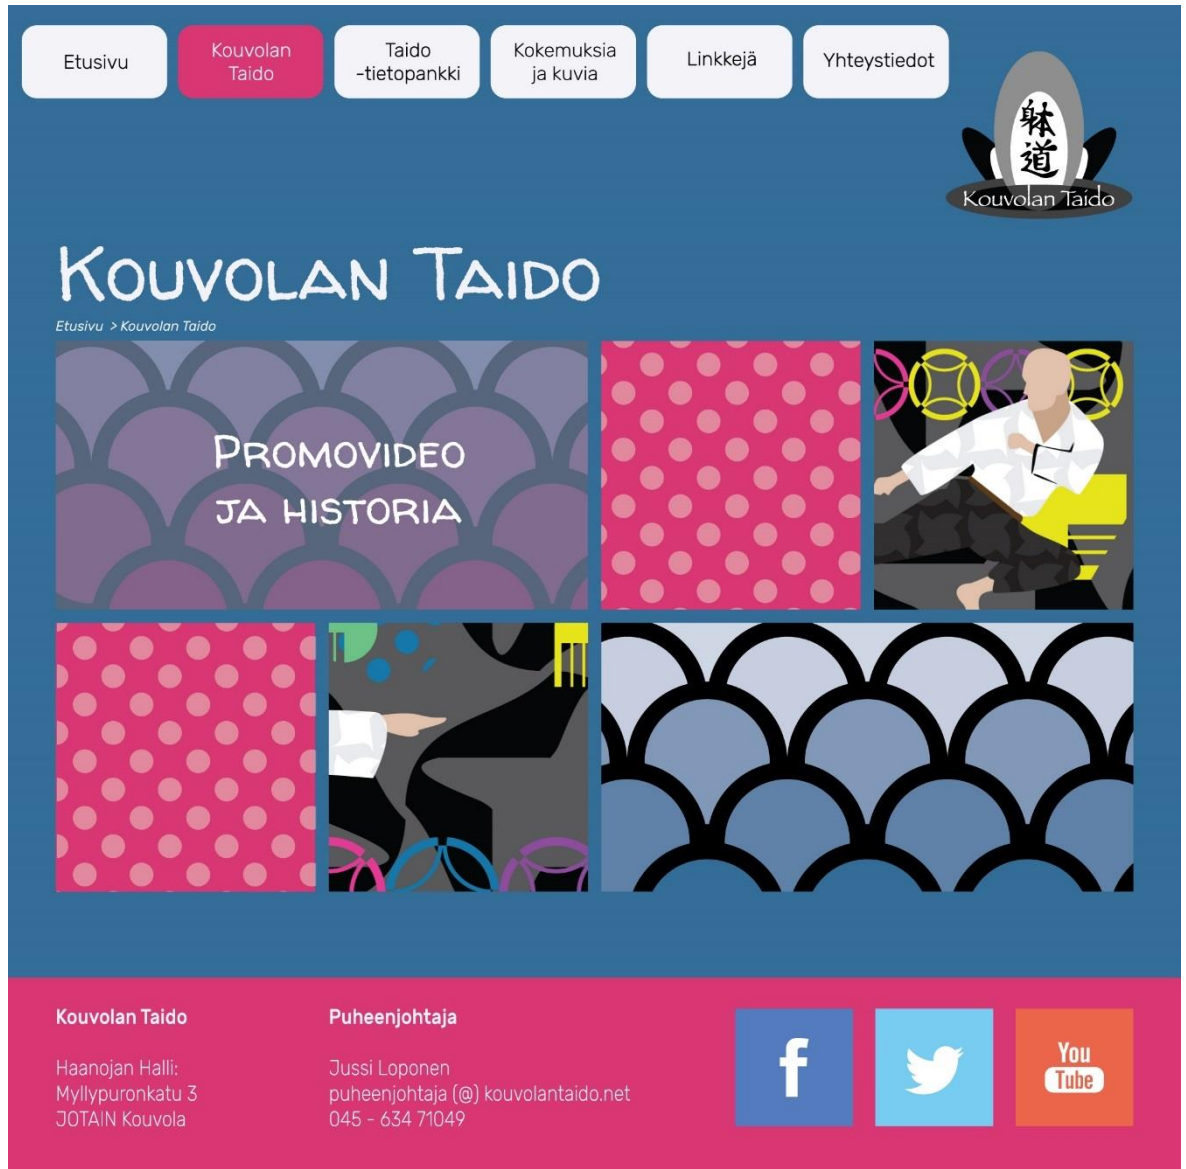 Etusivu
Kouvolan
Taido
Taido
-tietopankki
Kokemuksia
ja kuvia
Linkkejä
Yhteystiedot
躰
道
Kouvolan Taido
KOUVOLAN TAIDO
Etusivu > Kouvolan Taido
PROMOVIDEO
JA HISTORIA
Kouvolan Taido
Haanojan Halli:
Myllypuronkatu 3
JOTAIN Kouvola
Puheenjohtaja
Jussi Loponen
puheenjohtaja (@) kouvolantaido.net
045 - 634 71049
f
You
Tube